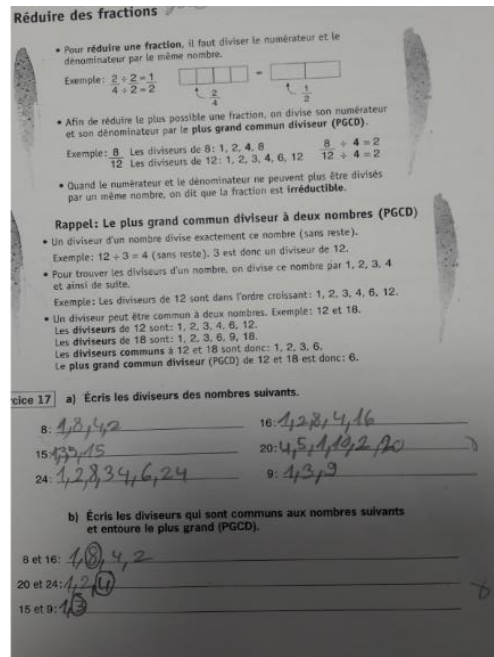 Réduire des fractions
• Pour réduire une fraction, il faut diviser le numérateur et le
dénominateur par le même nombre.
Exemple: 2 ÷ 2 = 1 / 4 ÷ 2 = 2
=
2/4
1/2
• Afin de réduire le plus possible une fraction, on divise son numérateur
et son dénominateur par le plus grand commun diviseur (PGCD).
Exemple: 8/12 Les diviseurs de 8: 1, 2, 4, 8
Les diviseurs de 12: 1, 2, 3, 4, 6, 12
8 ÷ 4 = 2
12 ÷ 4 = 2
• Quand le numérateur et le dénominateur ne peuvent plus être divisés
par un même nombre, on dit que la fraction est irréductible.
Rappel: Le plus grand commun diviseur à deux nombres (PGCD)
• Un diviseur d'un nombre divise exactement ce nombre (sans reste).
Exemple: 12 ÷ 3 = 4 (sans reste). 3 est donc un diviseur de 12.
• Pour trouver les diviseurs d'un nombre, on divise ce nombre par 1, 2, 3, 4
et ainsi de suite.
Exemple: Les diviseurs de 12 sont dans l'ordre croissant: 1, 2, 3, 4, 6, 12.
• Un diviseur peut être commun à deux nombres. Exemple: 12 et 18.
Les diviseurs de 12 sont: 1, 2, 3, 4, 6, 12.
Les diviseurs de 18 sont: 1, 2, 3, 6, 9, 18.
Les diviseurs communs à 12 et 18 sont donc: 1, 2, 3, 6.
Le plus grand commun diviseur (PGCD) de 12 et 18 est donc: 6.
cice 17 a) Écris les diviseurs des nombres suivants.
8: 1,8,4,2
16: 1,2,8,4,16
15: 15
20: 4,5,1,10,2,20
24: 1,2,8,3 4,6,24
9: 1,3,9
b) Écris les diviseurs qui sont communs aux nombres suivants
et entoure le plus grand (PGCD).
8 et 16: 1,8,4,2
20 et 24: 1,2,4
15 et 9: 1,3